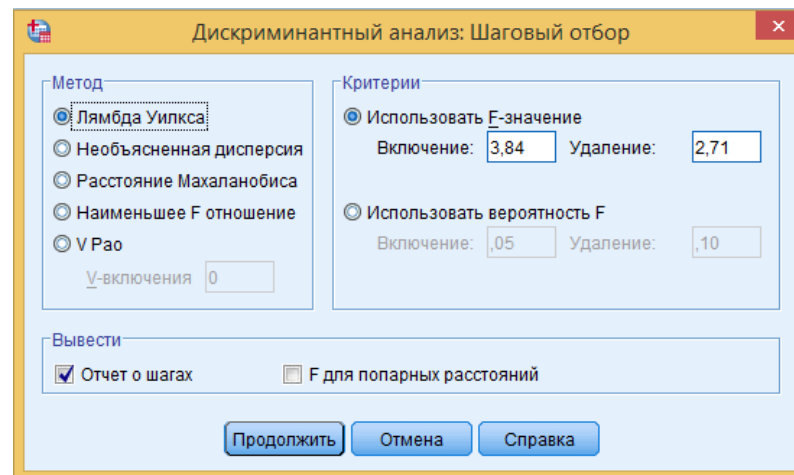 Дискриминантный анализ: Шаговый отбор
Метод
Лямбда Уилкса
Необъясненная дисперсия
Расстояние Махаланобиса
Наименьшее F отношение
V Рао
V-включения 0
Критерии
Использовать F-значение
Включение: 3,84 Удаление: 2,71
Использовать вероятность F
Включение: ,05 Удаление: ,10
Вывести
Отчет о шагах F для попарных расстояний
Продолжить Отмена Справка